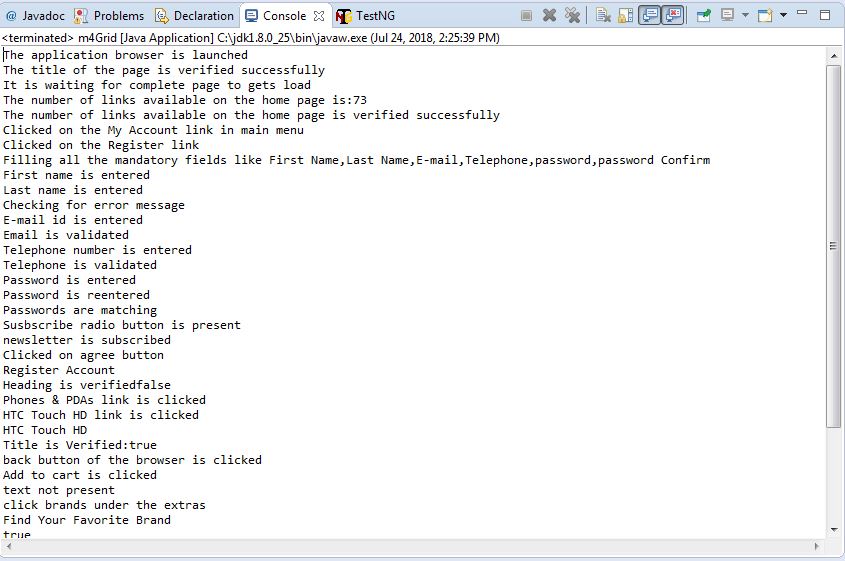 Javadoc Problems Declaration Console TestNG
<terminated> m4Grid [Java Application] C:\jdk1.8.0_25\bin\javaw.exe (Jul 24, 2018, 2:25:39 PM)
The application browser is launched
The title of the page is verified successfully
It is waiting for complete page to gets load
The number of links available on the home page is:73
The number of links available on the home page is verified successfully
Clicked on the My Account link in main menu
Clicked on the Register link
Filling all the mandatory fields like First Name,Last Name,E-mail,Telephone,password,password Confirm
First name is entered
Last name is entered
Checking for error message
E-mail id is entered
Email is validated
Telephone number is entered
Telephone is validated
Password is entered
Password is reentered
Passwords are matching
Susbscribe radio button is present
newsletter is subscribed
Clicked on agree button
Register Account
Heading is verifiedfalse
Phones & PDAs link is clicked
HTC Touch HD link is clicked
HTC Touch HD
Title is Verified:true
back button of the browser is clicked
Add to cart is clicked
text not present
click brands under the extras
Find Your Favorite Brand
true